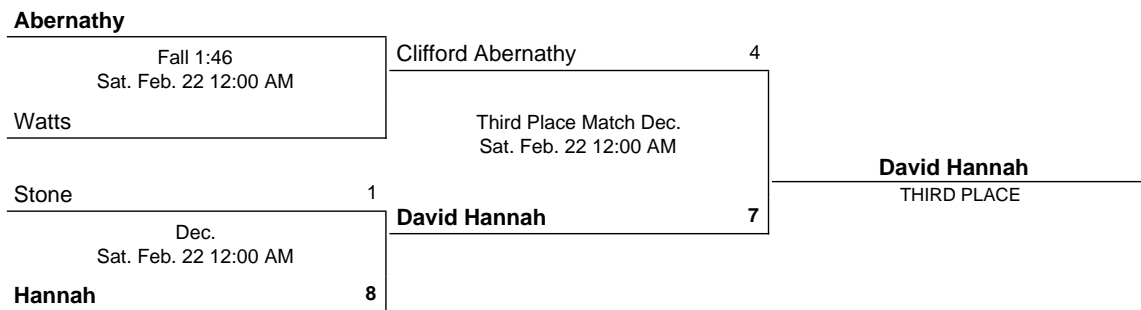 Abernathy
Fall 1:46
Sat. Feb. 22 12:00 AM
Watts
Clifford Abernathy 4
Third Place Match Dec.
Sat. Feb. 22 12:00 AM
David Hannah 7
Stone 1
Dec.
Sat. Feb. 22 12:00 AM
Hannah 8
David Hannah
THIRD PLACE